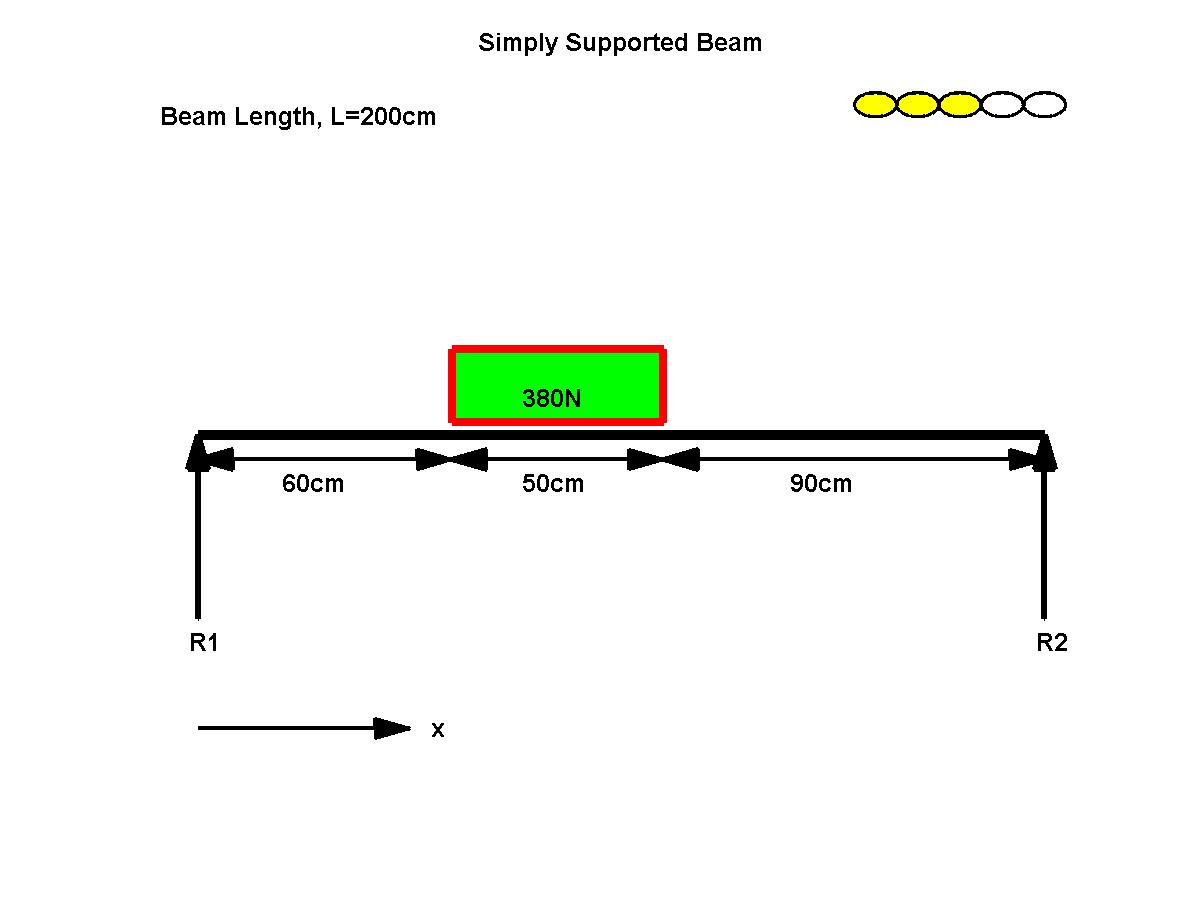 Simply Supported Beam
Beam Length, L=200cm
380N
60cm 50cm 90cm
R1 R2
x